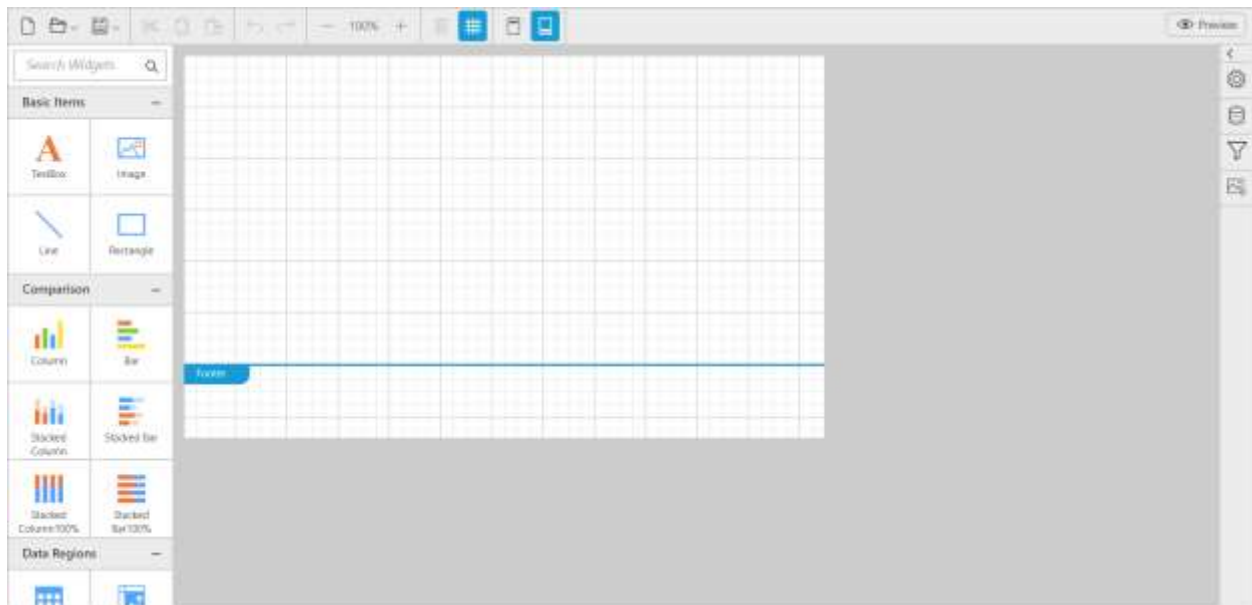 100%
Preview
Search Widgets
Basic Items
TextBox
Image
Line
Rectangle
Comparison
Column
Bar
Stacked
Column
Stacked Bar
Stacked
Column100%
Stacked
Bar100%
Data Regions
Footer